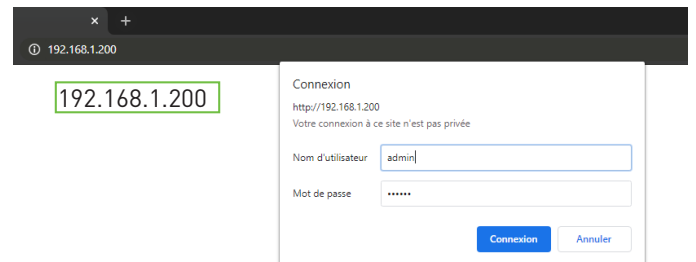 192.168.1.200
192.168.1.200
Connexion
http://192.168.1.200
Votre connexion à ce site n'est pas privée
Nom d'utilisateur admin
Mot de passe ••••••
Connexion Annuler